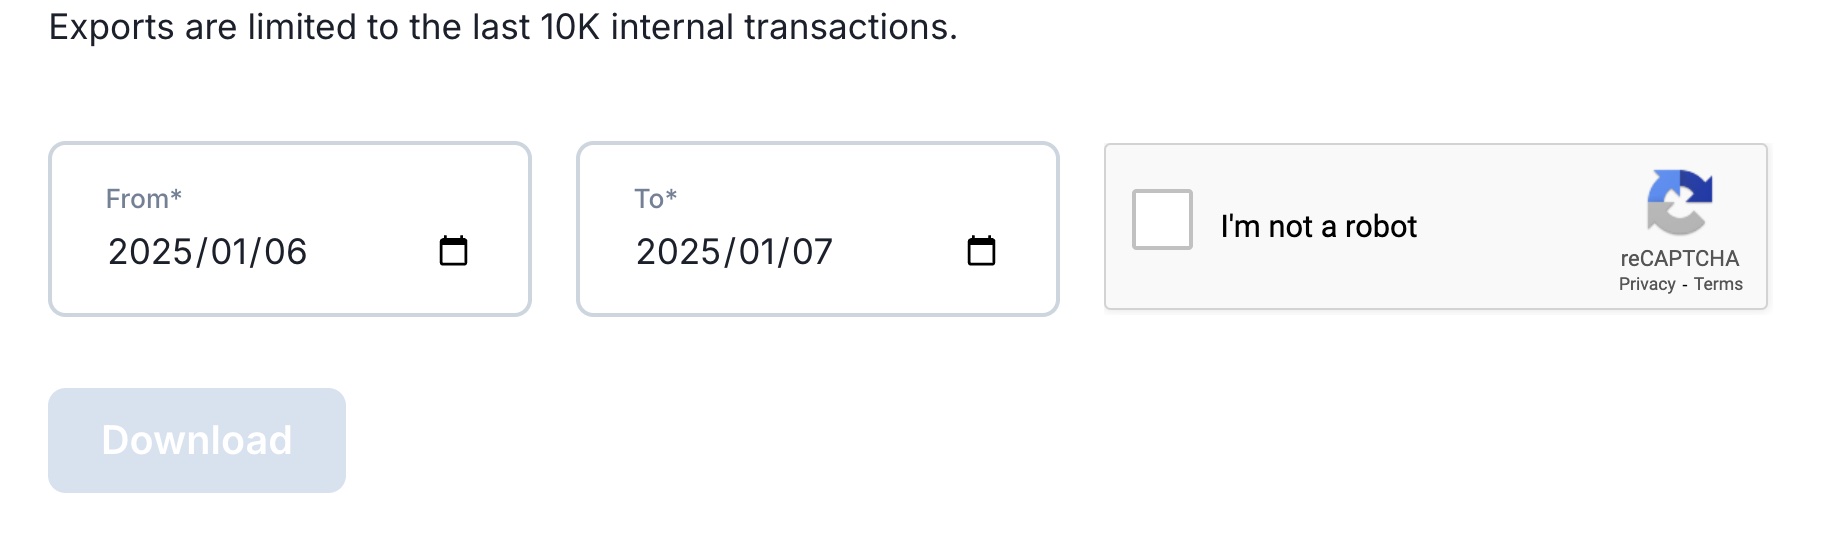 Exports are limited to the last 10K internal transactions.
From*
2025/01/06
To*
2025/01/07
I'm not a robot
reCAPTCHA
Privacy - Terms
Download